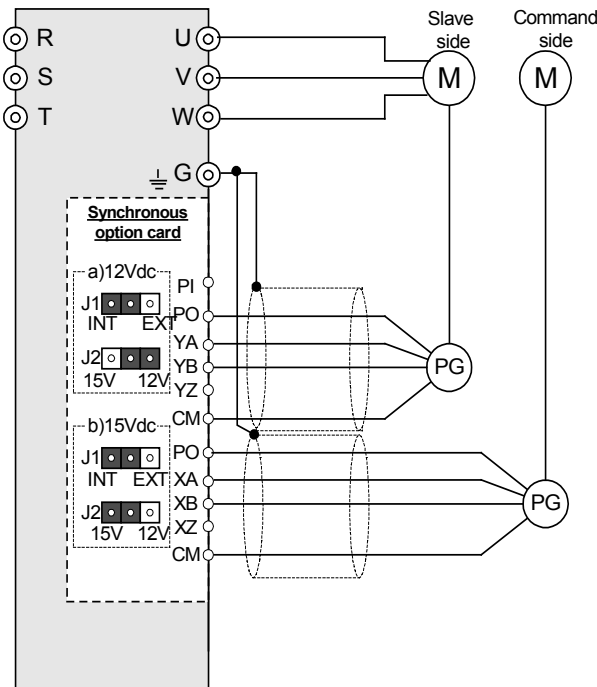 Slave side
Command side
R
S
T
U
V
W
M
M
G
Synchronous
option card
a)12Vdc
J1
INT EXT
J2
15V 12V
PI
PO
YA
YB
YZ
CM
PG
b)15Vdc
J1
INT EXT
J2
15V 12V
PO
XA
XB
XZ
CM
PG